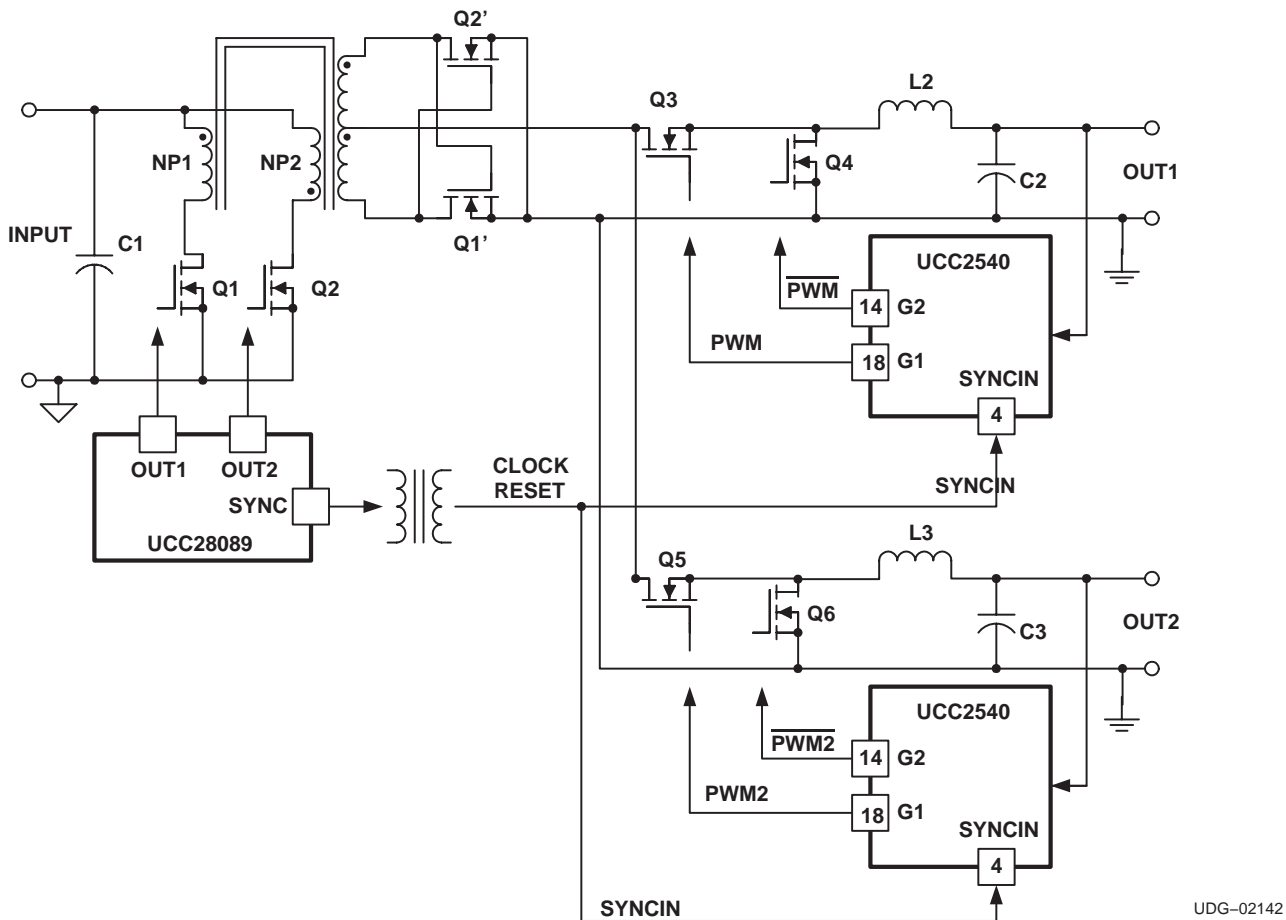 Q2'
Q3
L2
NP1
NP2
Q4
C2
OUT1
INPUT
C1
Q1
Q2
Q1'
UCC2540
PWM
14
G2
PWM
18
G1
SYNCIN
4
OUT1
OUT2
SYNC
UCC28089
CLOCK
RESET
SYNCIN
L3
Q5
Q6
C3
OUT2
UCC2540
PWM2
14
G2
PWM2
18
G1
SYNCIN
4
SYNCIN
UDG–02142